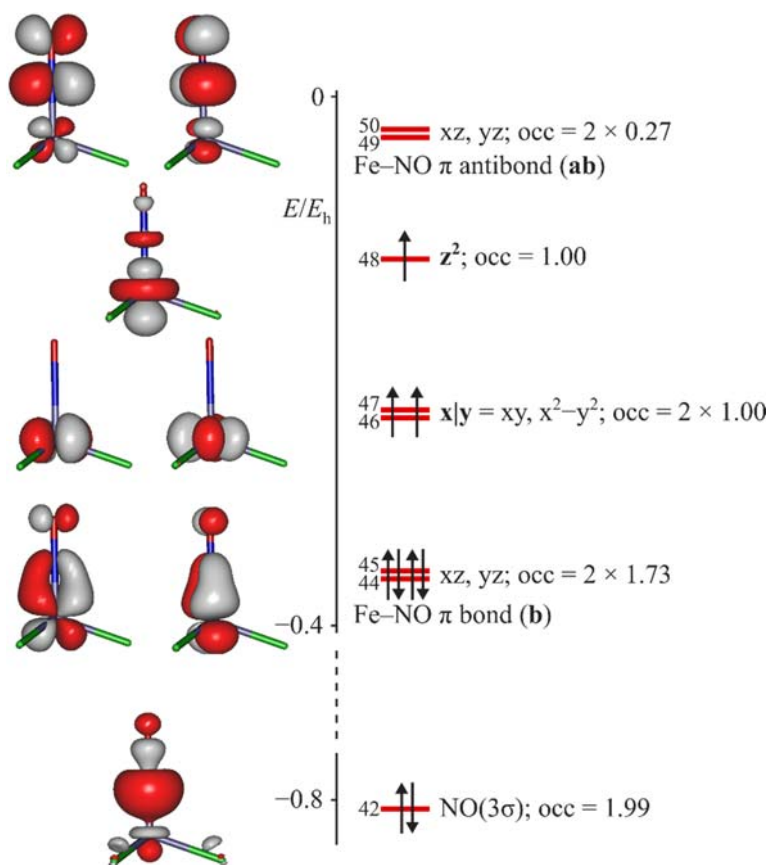 0
50
49
xz, yz; occ = 2 × 0.27
Fe–NO π antibond (ab)
E/Eₕ
48
z²; occ = 1.00
47
46
x|y = xy, x²−y²; occ = 2 × 1.00
45
44
xz, yz; occ = 2 × 1.73
Fe–NO π bond (b)
−0.4
−0.8
42
NO(3σ); occ = 1.99